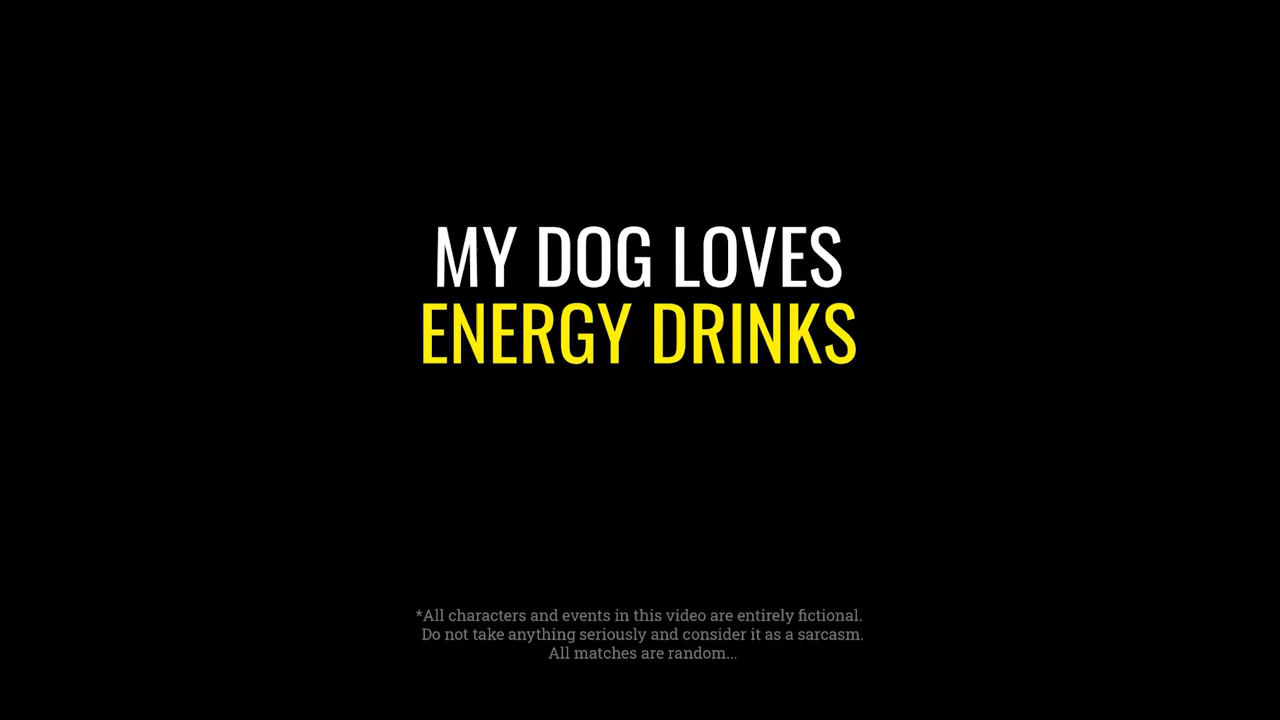 MY DOG LOVES
ENERGY DRINKS
*All characters and events in this video are entirely fictional.
Do not take anything seriously and consider it as a sarcasm.
All matches are random...